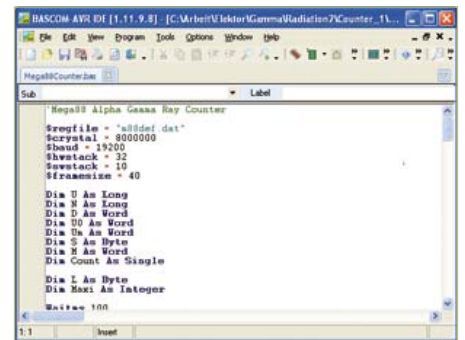 BASCOM AVR IDE [1.11.9.8] - [C:\Arbeit\Elektor\Gamma\Radiation7\Counter_1\...
File Edit View Program Tools Options Window Help
Mega88Counter.bas
Sub Label
'Mega88 Alpha Gamma Ray Counter
$regfile = "m88def.dat"
$crystal = 8000000
$baud = 19200
$hwstack = 32
$swstack = 10
$framesize = 40
Dim U As Long
Dim N As Long
Dim D As Word
Dim U0 As Word
Dim Um As Word
Dim S As Byte
Dim M As Word
Dim Count As Single
Dim L As Byte
Dim Maxi As Integer
Waitms 100
1:1 Insert